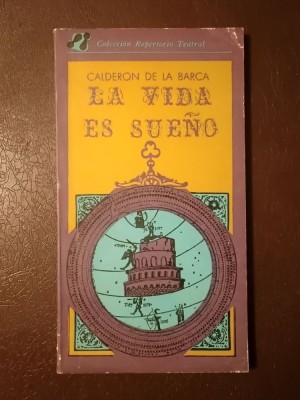 Colección Repertorio Teatral
CALDERON DE LA BARCA
LA VIDA
ES SUEÑO